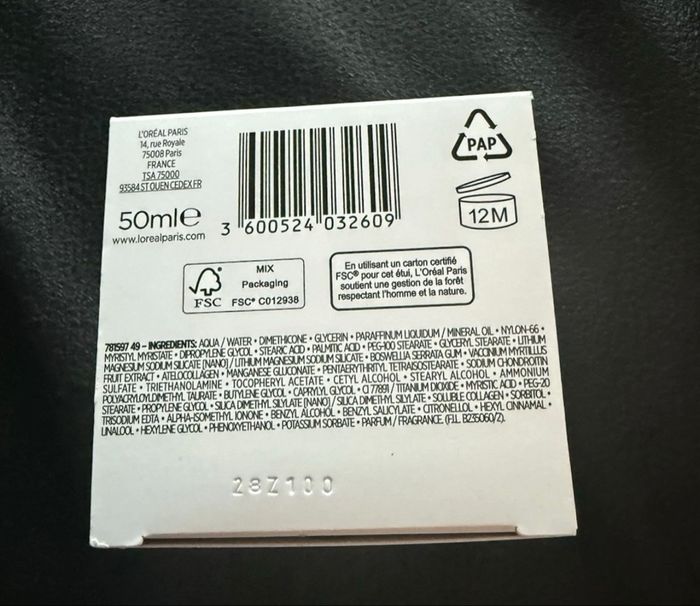 L'ORÉAL PARIS
14, rue Royale
75008 Paris
FRANCE
TSA 75000
93584 ST OUEN CEDEX FR
50ml℮
www.lorealparis.com
3 600524 032609
PAP
12M
FSC
MIX
Packaging
FSC® C012938
En utilisant un carton certifié
FSC® pour cet étui, L'Oréal Paris
soutient une gestion de la forêt
respectant l'homme et la nature.
781597 49 – INGREDIENTS: AQUA / WATER • DIMETHICONE • GLYCERIN • PARAFFINUM LIQUIDUM / MINERAL OIL • NYLON-66 •
MYRISTYL MYRISTATE • DIPROPYLENE GLYCOL • STEARIC ACID • PALMITIC ACID • PEG-100 STEARATE • GLYCERYL STEARATE • LITHIUM
MAGNESIUM SODIUM SILICATE [NANO] / LITHIUM MAGNESIUM SODIUM SILICATE • BOSWELLIA SERRATA GUM • VACCINIUM MYRTILLUS
FRUIT EXTRACT • ATELOCOLLAGEN • MANGANESE GLUCONATE • PENTAERYTHRITYL TETRAISOSTEARATE • SODIUM CHONDROITIN
SULFATE • TRIETHANOLAMINE • TOCOPHERYL ACETATE • CETYL ALCOHOL • STEARYL ALCOHOL • AMMONIUM
POLYACRYLOYLDIMETHYL TAURATE • BUTYLENE GLYCOL • CAPRYLYL GLYCOL • CI 77891 / TITANIUM DIOXIDE • MYRISTIC ACID • PEG-20
STEARATE • PROPYLENE GLYCOL • SILICA DIMETHYL SILYLATE [NANO] / SILICA DIMETHYL SILYLATE • SOLUBLE COLLAGEN • SORBITOL •
TRISODIUM EDTA • ALPHA-ISOMETHYL IONONE • BENZYL ALCOHOL • BENZYL SALICYLATE • CITRONELLOL • HEXYL CINNAMAL •
LINALOOL • HEXYLENE GLYCOL • PHENOXYETHANOL • POTASSIUM SORBATE • PARFUM / FRAGRANCE. (F.I.L. B235060/2).
28Z100